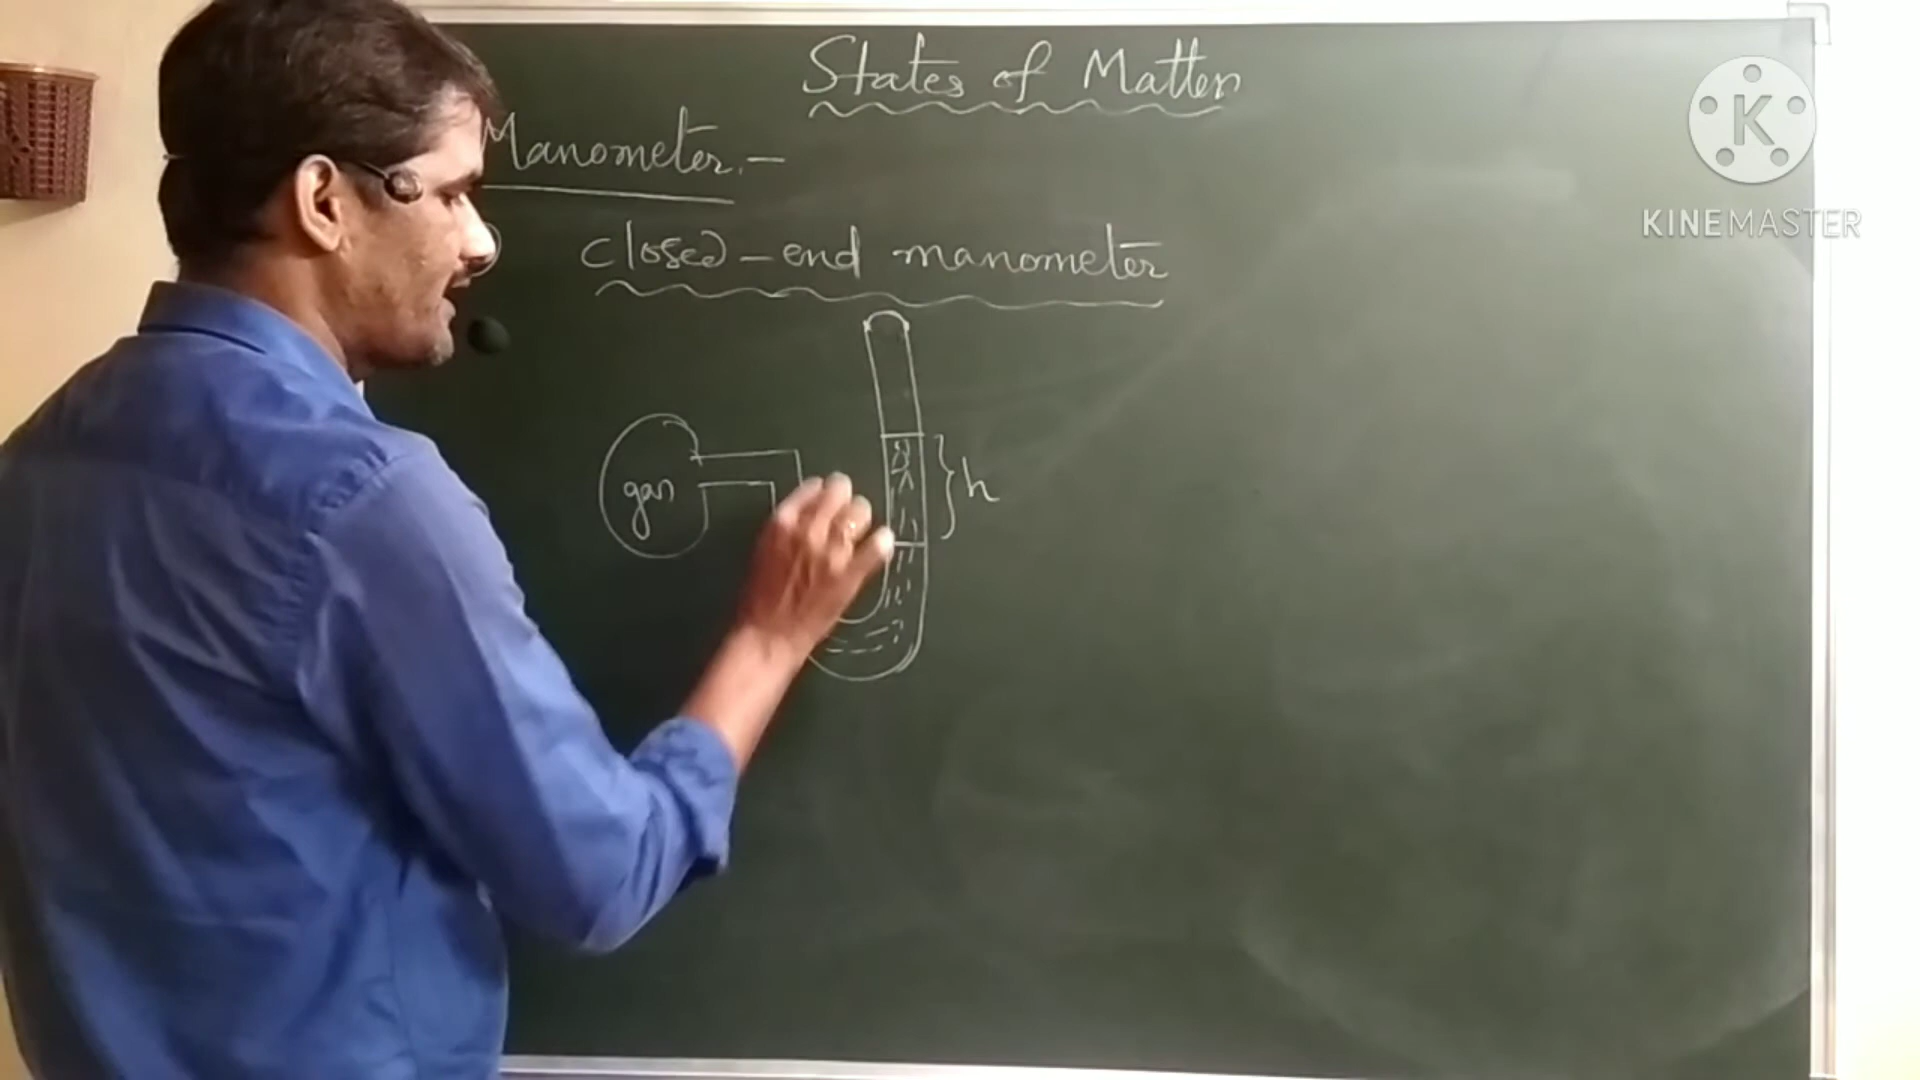 States of Matter
Manometer.-
closed-end manometer
gas
h
KINEMASTER